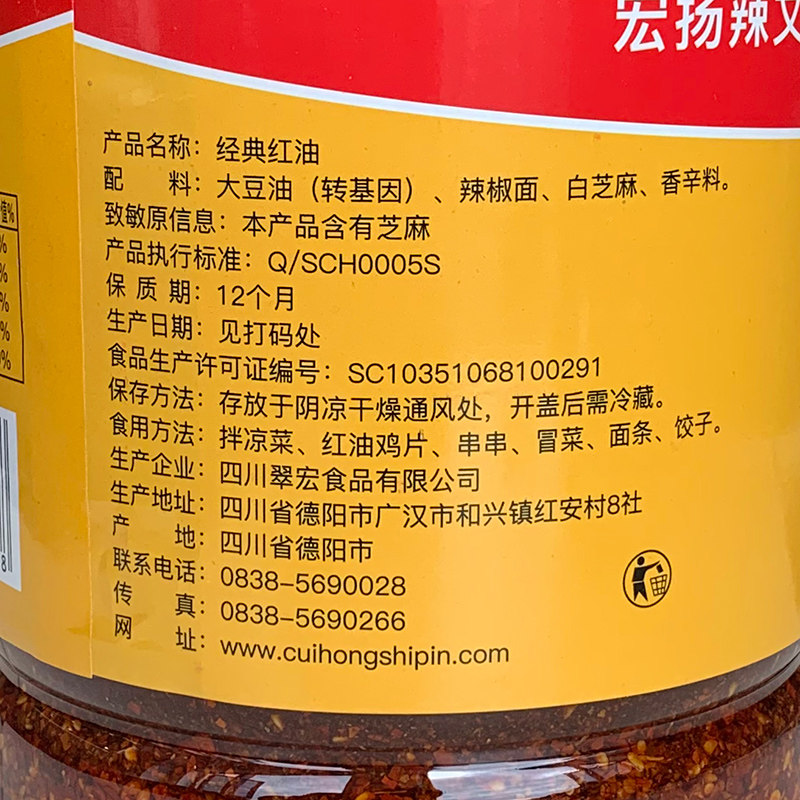 宏扬辣文
产品名称：经典红油
配 料：大豆油（转基因）、辣椒面、白芝麻、香辛料。
致敏原信息：本产品含有芝麻
产品执行标准：Q/SCH0005S
保 质 期：12个月
生产日期：见打码处
食品生产许可证编号：SC10351068100291
保存方法：存放于阴凉干燥通风处，开盖后需冷藏。
食用方法：拌凉菜、红油鸡片、串串、冒菜、面条、饺子。
生产企业：四川翠宏食品有限公司
生产地址：四川省德阳市广汉市和兴镇红安村8社
产 地：四川省德阳市
联系电话：0838-5690028
传 真：0838-5690266
网 址：www.cuihongshipin.com
值%
%
%
%
%
%
8